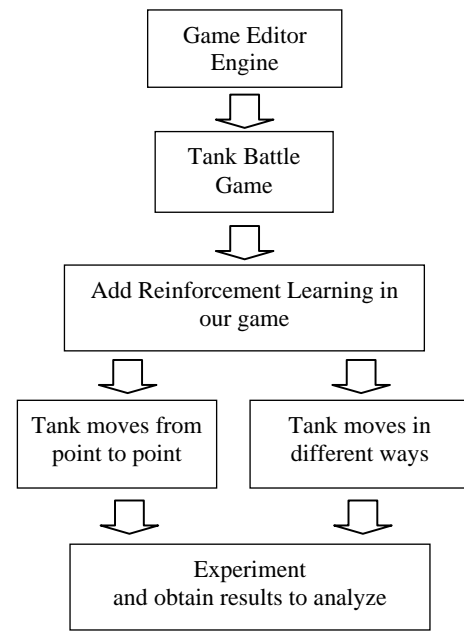 Game Editor
Engine
Tank Battle
Game
Add Reinforcement Learning in
our game
Tank moves from
point to point
Tank moves in
different ways
Experiment
and obtain results to analyze